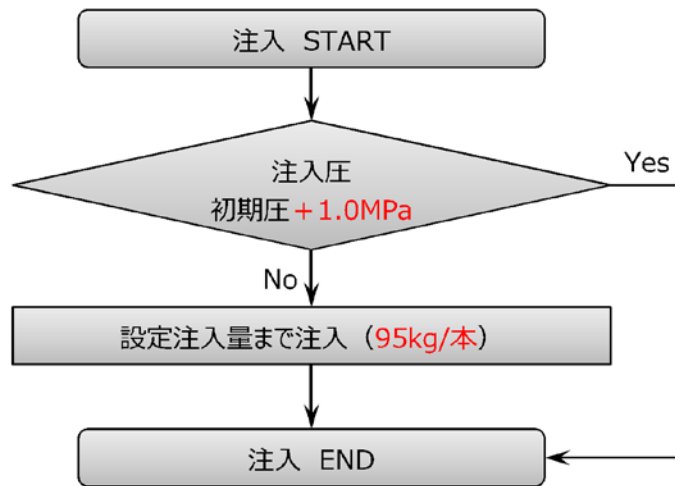 注入 START
注入圧
初期圧＋1.0MPa
Yes
No
設定注入量まで注入（95kg/本）
注入 END